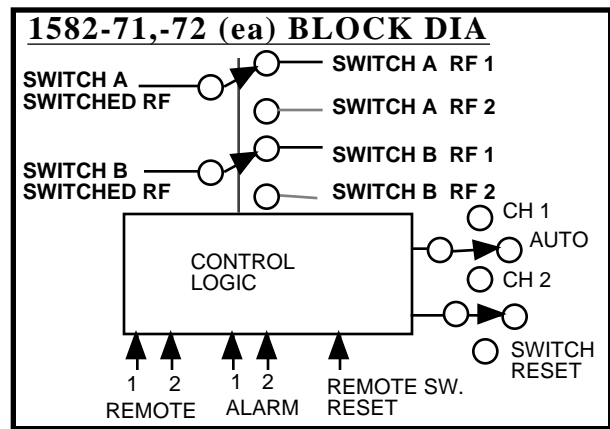 1582-71,-72 (ea) BLOCK DIA
SWITCH A
SWITCHED RF
SWITCH A RF 1
SWITCH A RF 2
SWITCH B
SWITCHED RF
SWITCH B RF 1
SWITCH B RF 2
CH 1
AUTO
CH 2
CONTROL
LOGIC
SWITCH
RESET
1 2
REMOTE
1 2
ALARM
REMOTE SW.
RESET